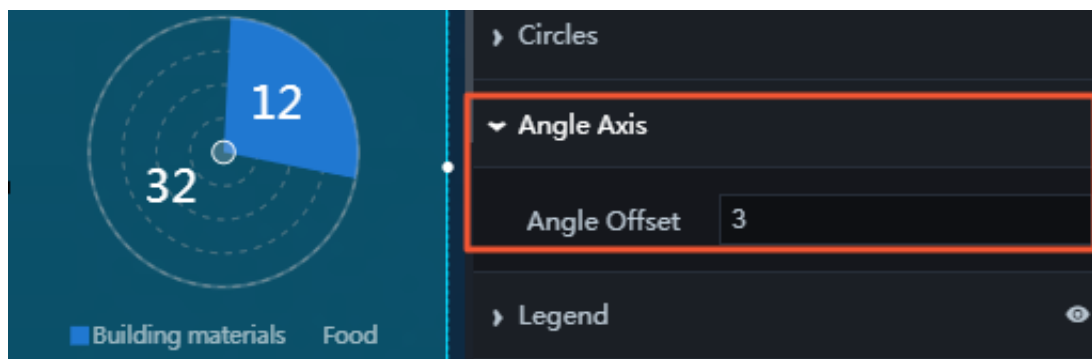 12
32
Building materials Food
Circles
Angle Axis
Angle Offset 3
Legend